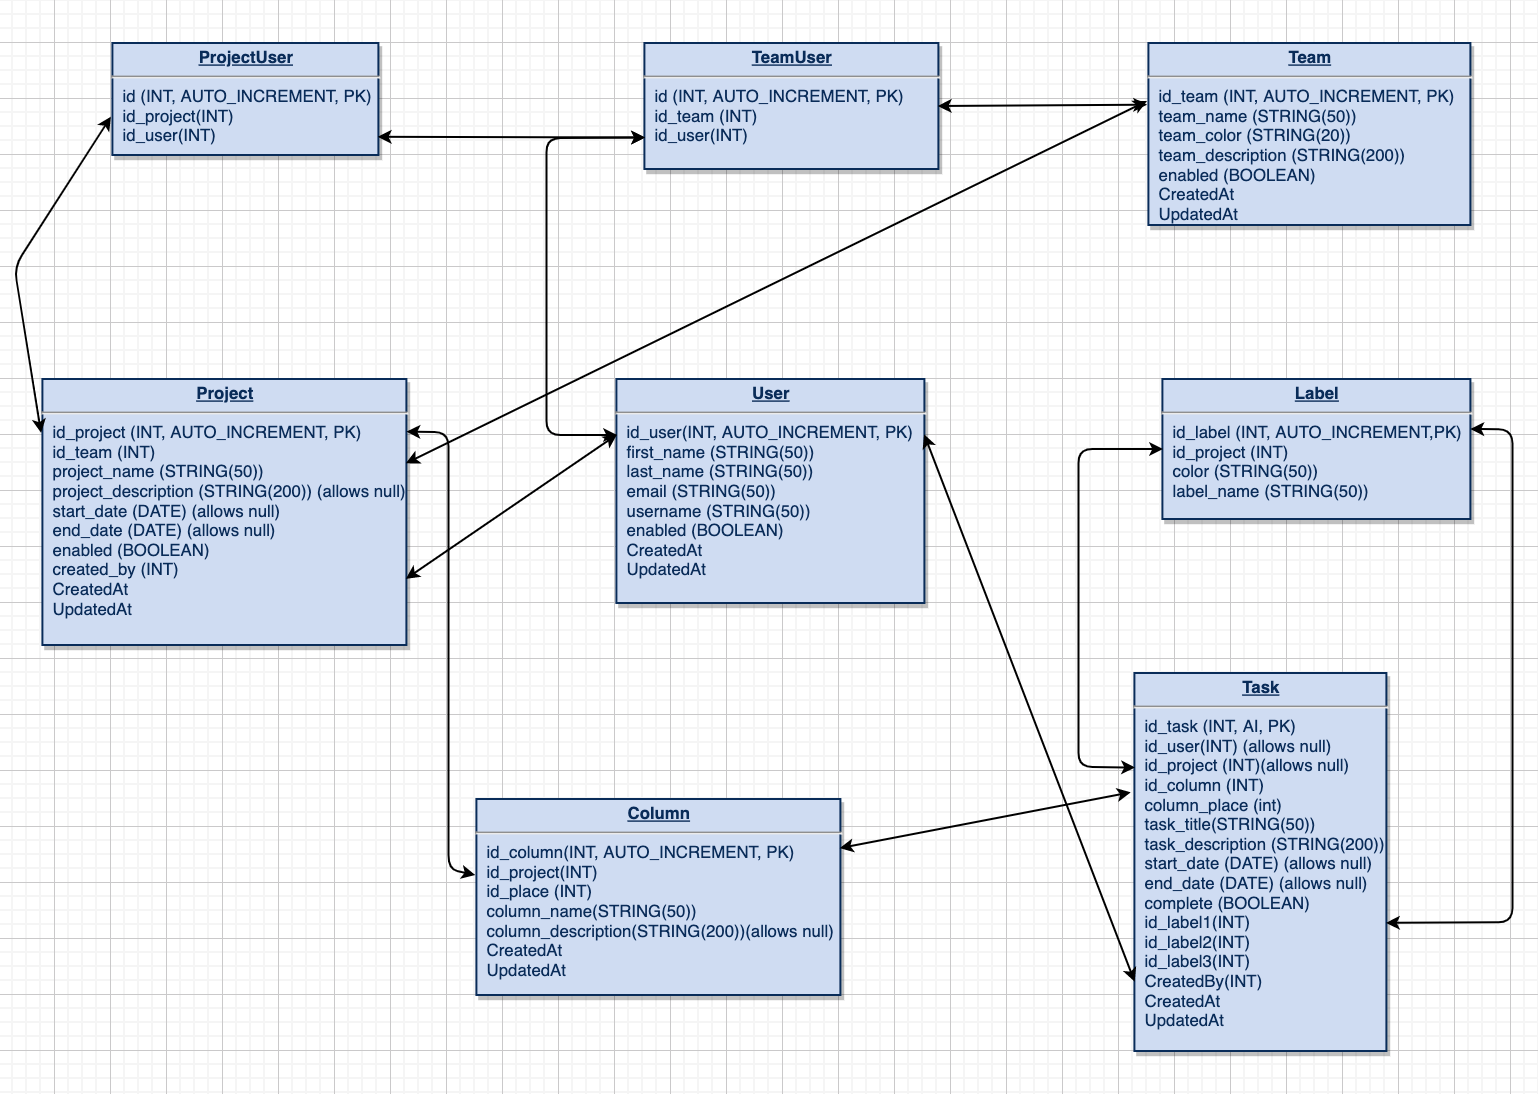 ProjectUser
id (INT, AUTO_INCREMENT, PK)
id_project(INT)
id_user(INT)
TeamUser
id (INT, AUTO_INCREMENT, PK)
id_team (INT)
id_user(INT)
Team
id_team (INT, AUTO_INCREMENT, PK)
team_name (STRING(50))
team_color (STRING(20))
team_description (STRING(200))
enabled (BOOLEAN)
CreatedAt
UpdatedAt
Project
id_project (INT, AUTO_INCREMENT, PK)
id_team (INT)
project_name (STRING(50))
project_description (STRING(200)) (allows null)
start_date (DATE) (allows null)
end_date (DATE) (allows null)
enabled (BOOLEAN)
created_by (INT)
CreatedAt
UpdatedAt
User
id_user(INT, AUTO_INCREMENT, PK)
first_name (STRING(50))
last_name (STRING(50))
email (STRING(50))
username (STRING(50))
enabled (BOOLEAN)
CreatedAt
UpdatedAt
Label
id_label (INT, AUTO_INCREMENT,PK)
id_project (INT)
color (STRING(50))
label_name (STRING(50))
Column
id_column(INT, AUTO_INCREMENT, PK)
id_project(INT)
id_place (INT)
column_name(STRING(50))
column_description(STRING(200))(allows null)
CreatedAt
UpdatedAt
Task
id_task (INT, AI, PK)
id_user(INT) (allows null)
id_project (INT)(allows null)
id_column (INT)
column_place (int)
task_title(STRING(50))
task_description (STRING(200))
start_date (DATE) (allows null)
end_date (DATE) (allows null)
complete (BOOLEAN)
id_label1(INT)
id_label2(INT)
id_label3(INT)
CreatedBy(INT)
CreatedAt
UpdatedAt